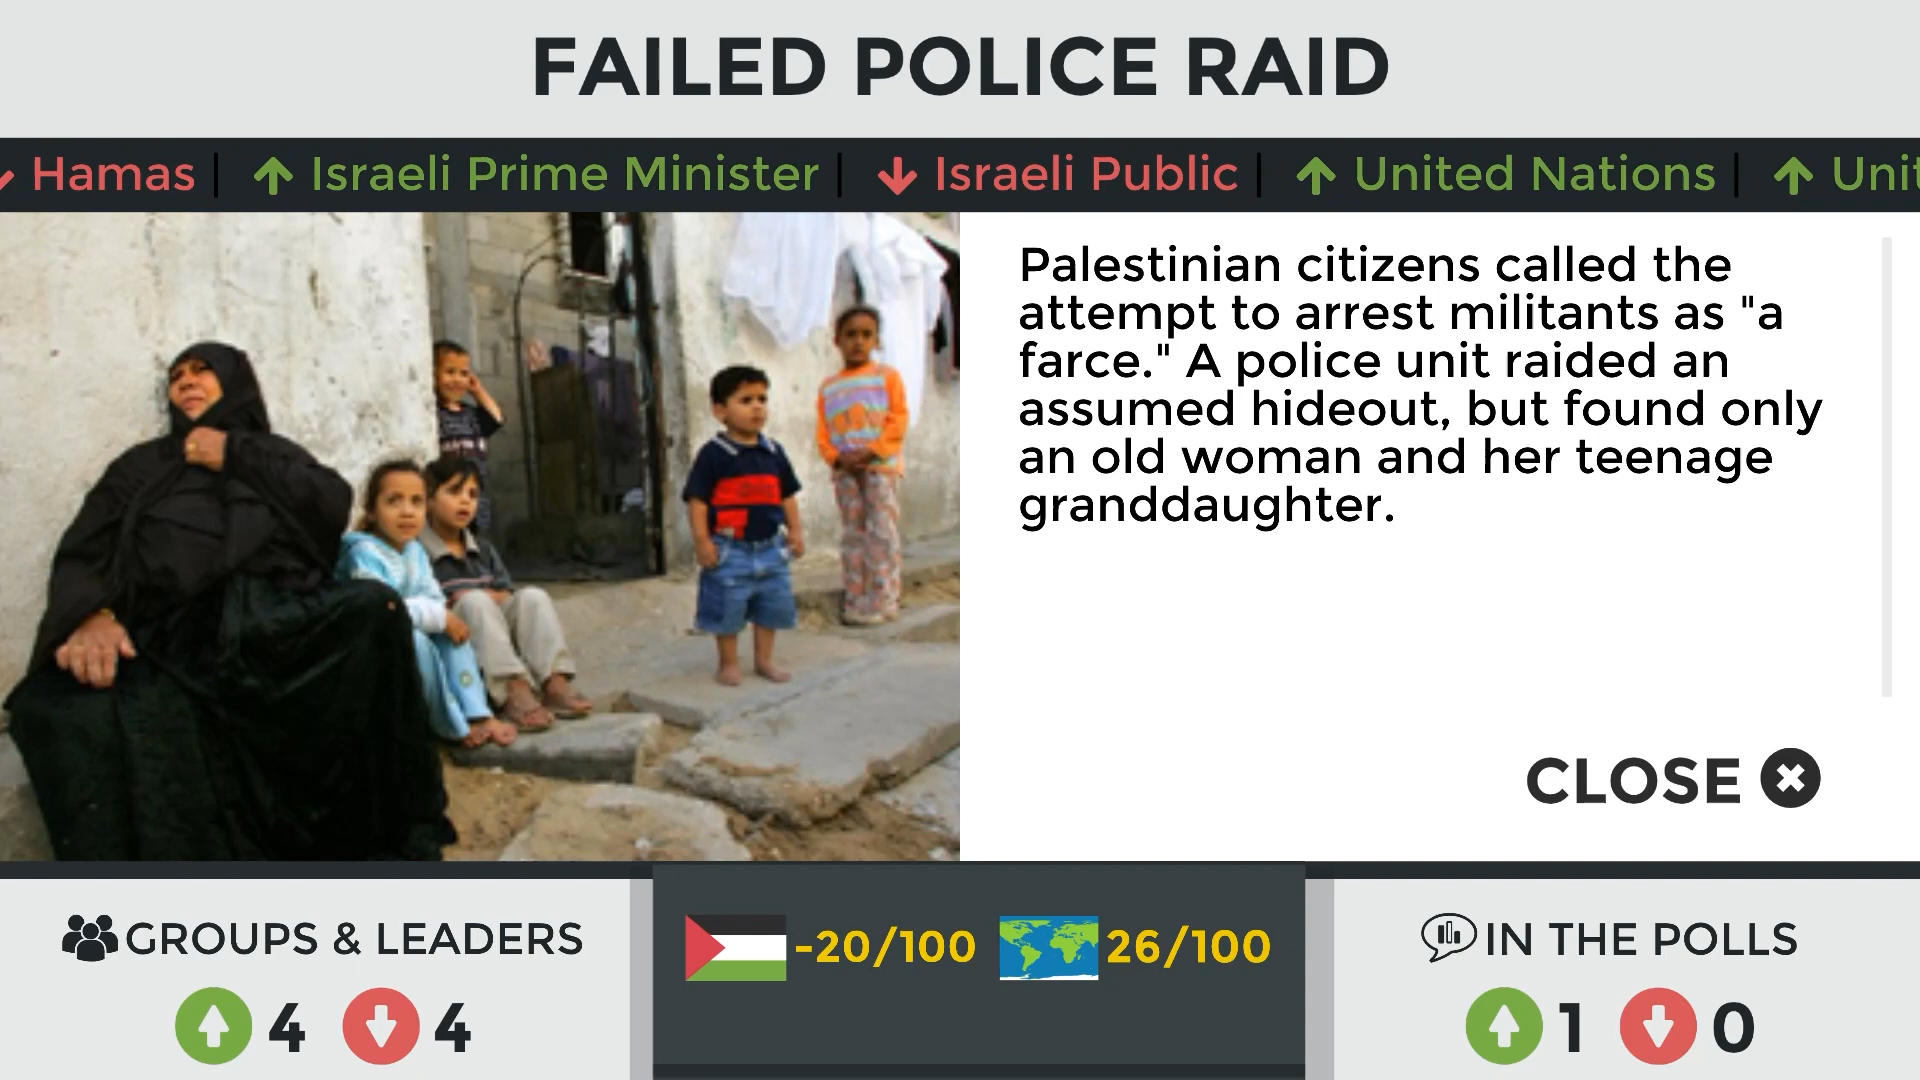 FAILED POLICE RAID
Hamas | Israeli Prime Minister | Israeli Public | United Nations |
Palestinian citizens called the
attempt to arrest militants as "a
farce." A police unit raided an
assumed hideout, but found only
an old woman and her teenage
granddaughter.
CLOSE
GROUPS & LEADERS
4 4
-20/100 26/100
IN THE POLLS
1 0